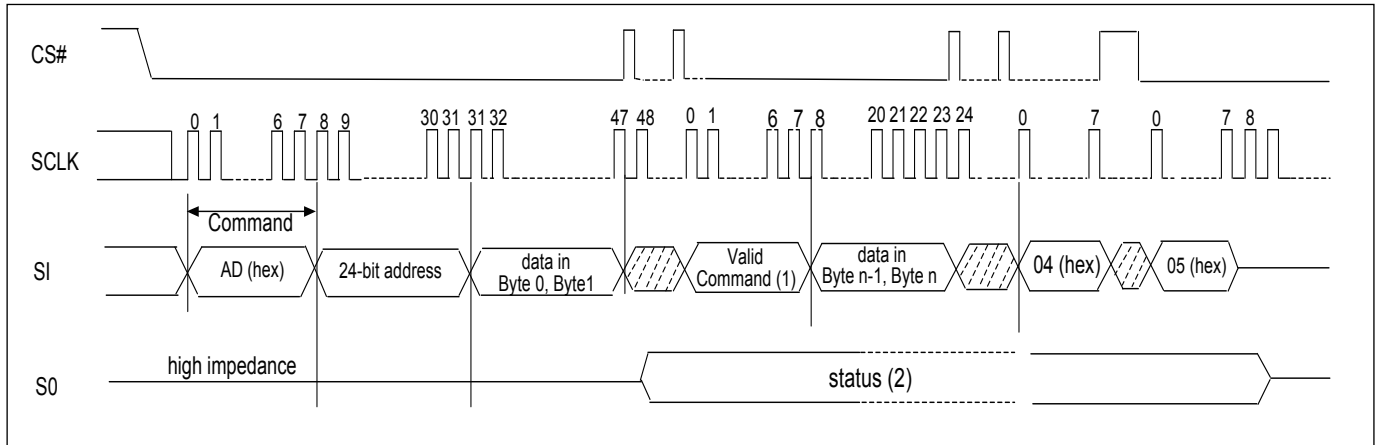 CS#
0 1 6 7 8 9 30 31 31 32 47 48 0 1 6 7 8 20 21 22 23 24 0 7 0 7 8
SCLK
Command
SI
AD (hex)
24-bit address
data in
Byte 0, Byte1
Valid
Command (1)
data in
Byte n-1, Byte n
04 (hex)
05 (hex)
high impedance
S0
status (2)